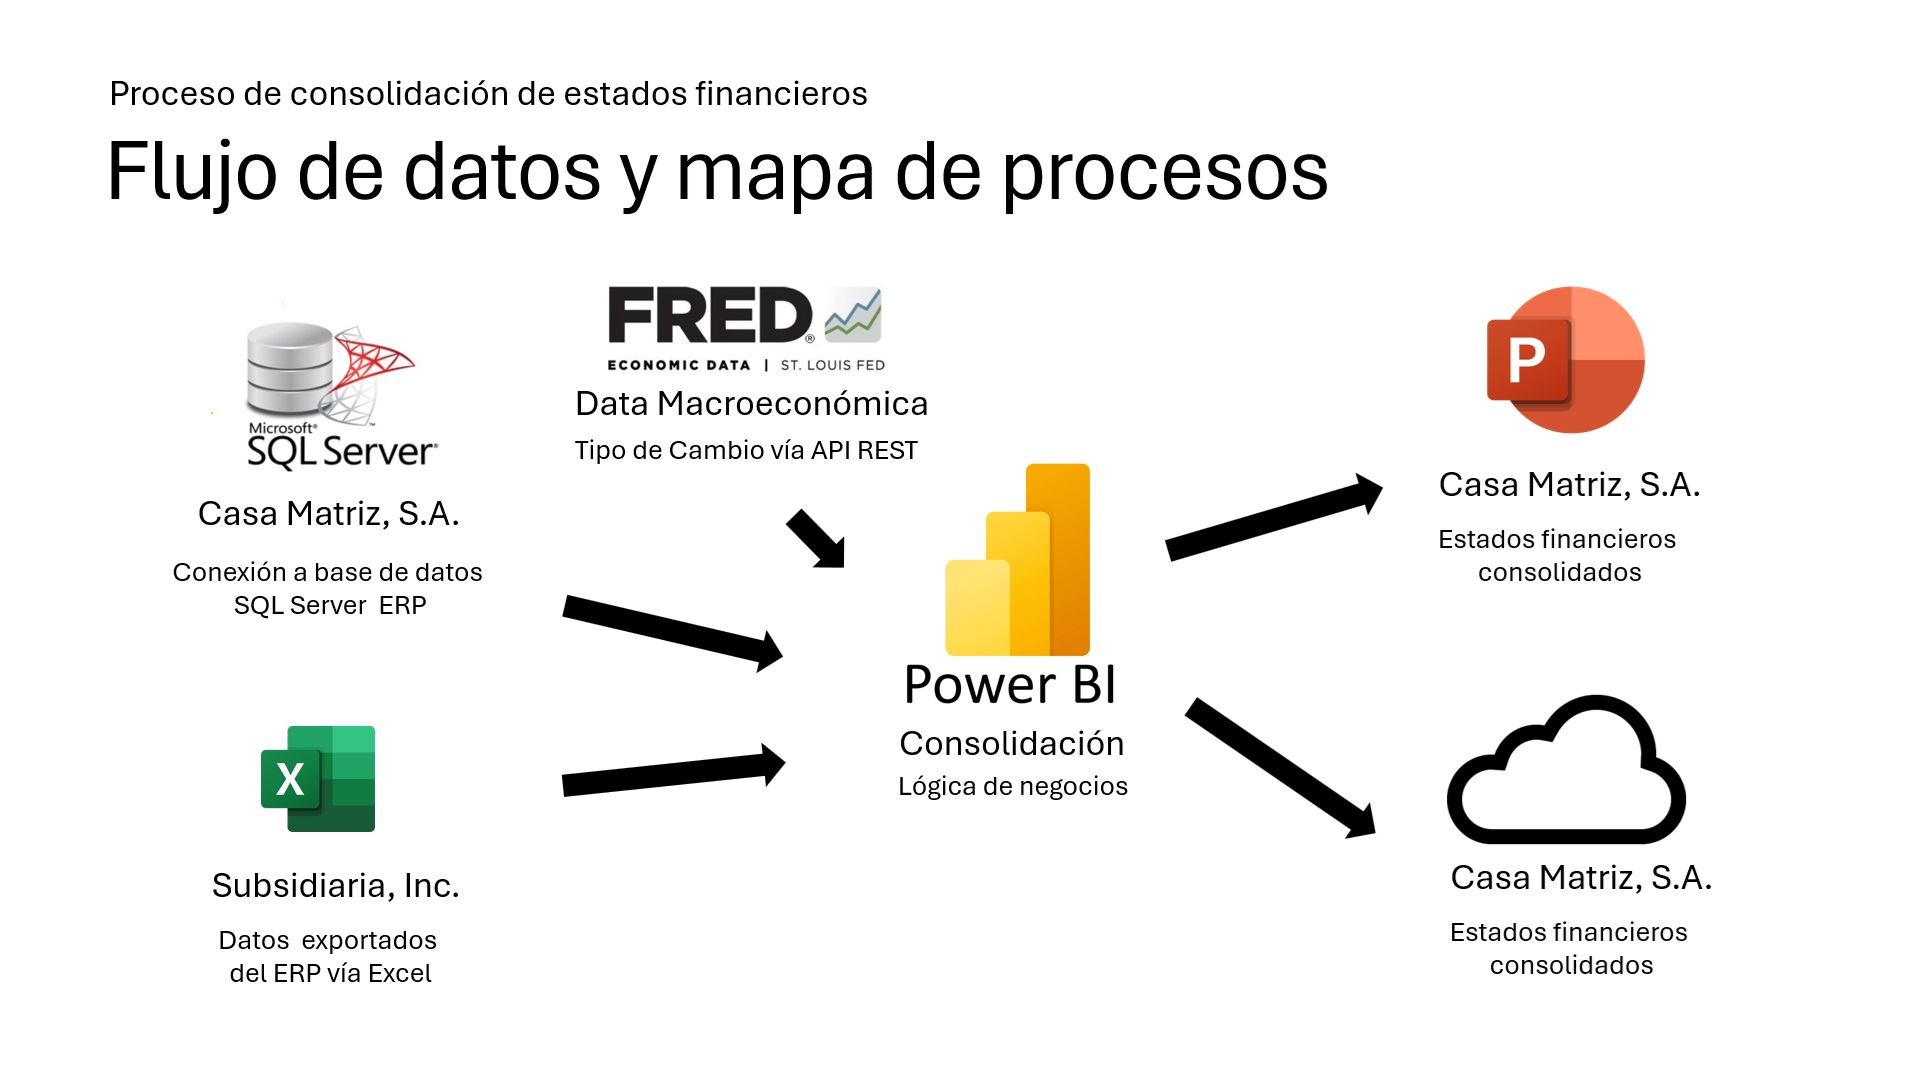 Proceso de consolidación de estados financieros
Flujo de datos y mapa de procesos
Microsoft®
SQL Server®
Casa Matriz, S.A.
Conexión a base de datos
SQL Server  ERP
X
Subsidiaria, Inc.
Datos  exportados
del ERP vía Excel
FRED®
ECONOMIC DATA | ST. LOUIS FED
Data Macroeconómica
Tipo de Cambio vía API REST
Power BI
Consolidación
Lógica de negocios
P
Casa Matriz, S.A.
Estados financieros
consolidados
Casa Matriz, S.A.
Estados financieros
consolidados